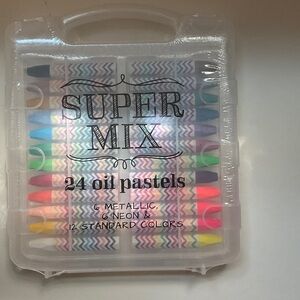 SUPER
MIX
24 oil pastels
6 METALLIC,
6 NEON &
12 STANDARD COLORS